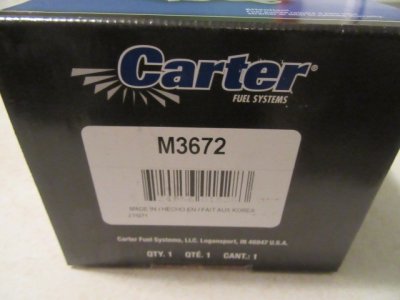 Carter®
FUEL SYSTEMS
M3672
MADE IN / HECHO EN / FAIT AUX KOREA
Carter Fuel Systems, LLC. Logansport, IN 46947 U.S.A.
QTY. 1 QTÉ. 1 CANT.: 1